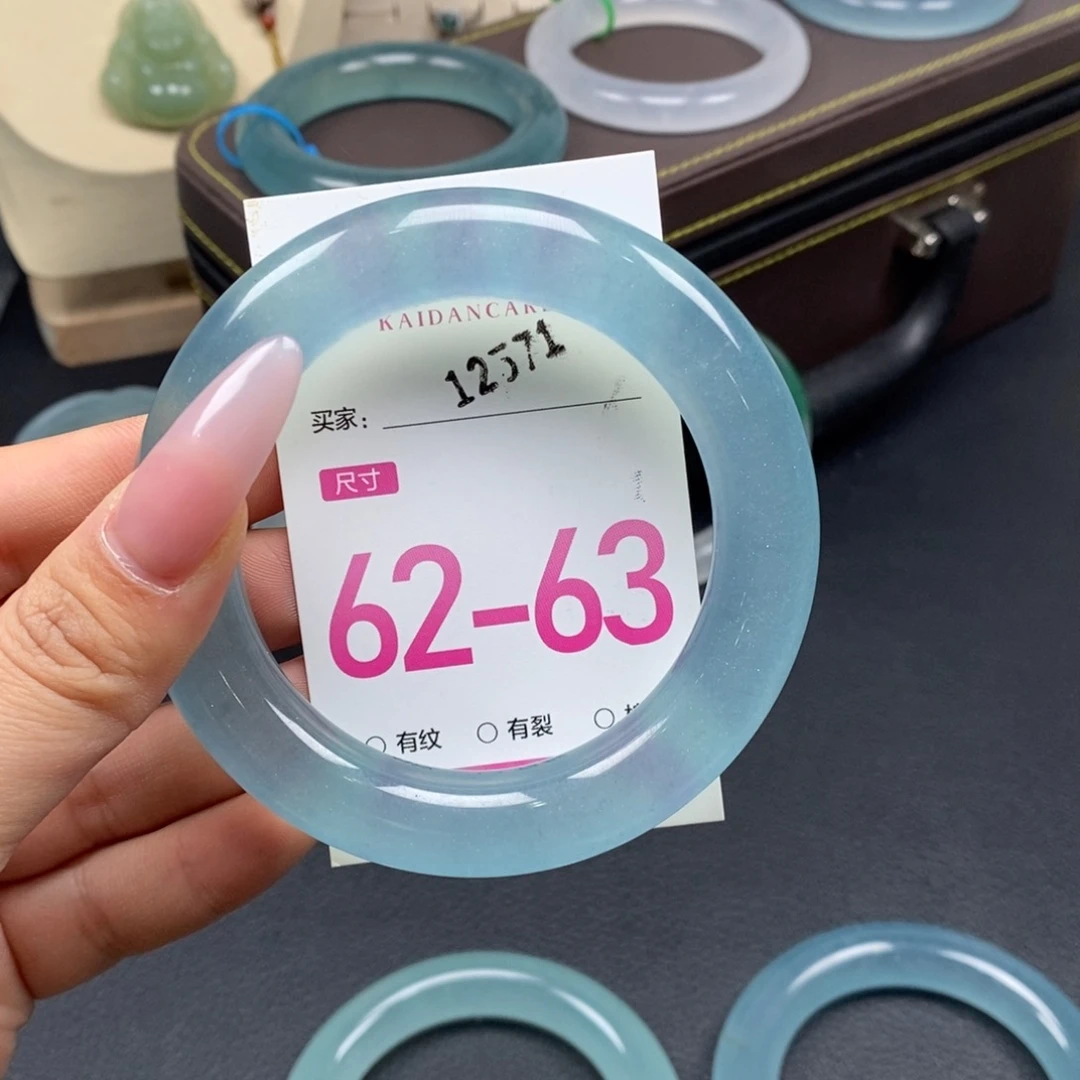 KAIDANCAR
12571
买家：
尺寸
62-63
○ 有纹 ○ 有裂 ○